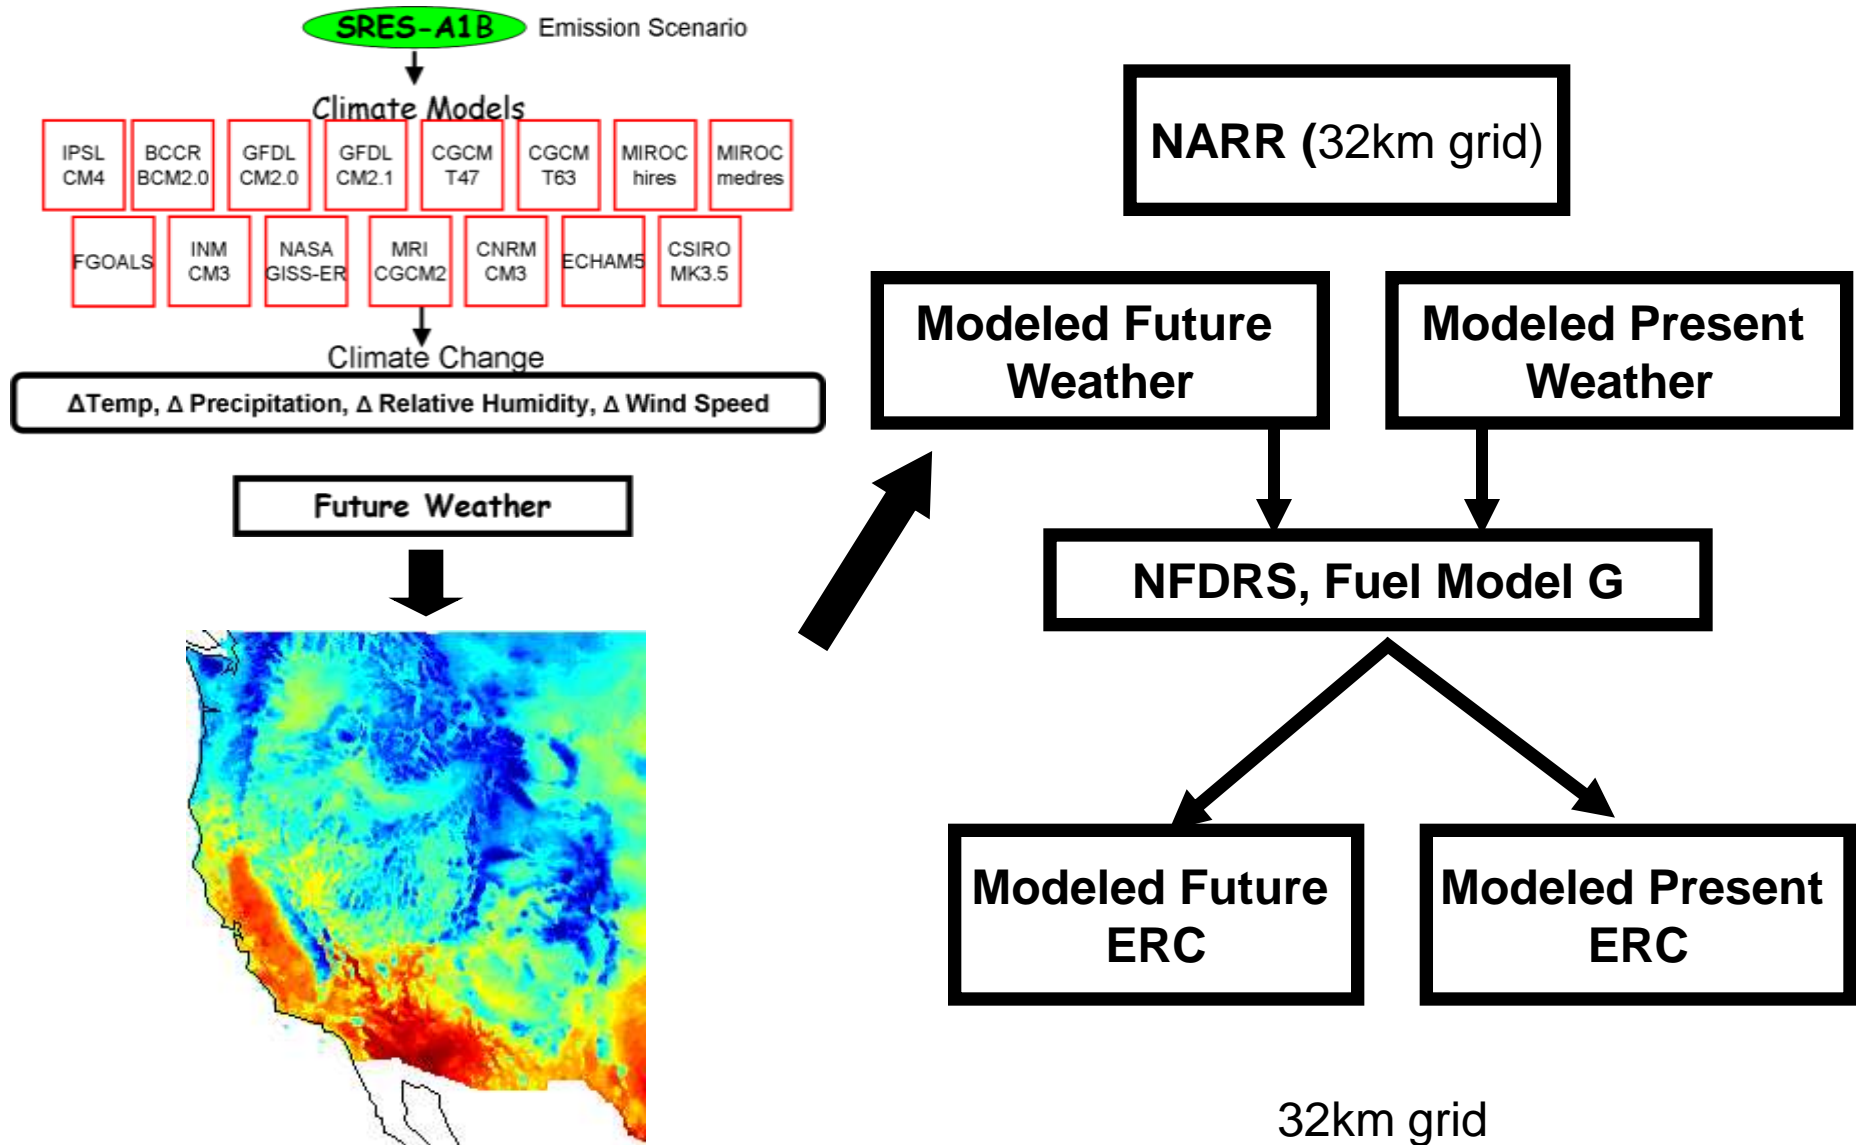 SRES-A1B Emission Scenario
Climate Models
IPSL
CM4
BCCR
BCM2.0
GFDL
CM2.0
GFDL
CM2.1
CGCM
T47
CGCM
T63
MIROC
hires
MIROC
medres
FGOALS
INM
CM3
NASA
GISS-ER
MRI
CGCM2
CNRM
CM3
ECHAM5
CSIRO
MK3.5
Climate Change
ΔTemp, Δ Precipitation, Δ Relative Humidity, Δ Wind Speed
Future Weather
NARR (32km grid)
Modeled Future
Weather
Modeled Present
Weather
NFDRS, Fuel Model G
Modeled Future
ERC
Modeled Present
ERC
32km grid